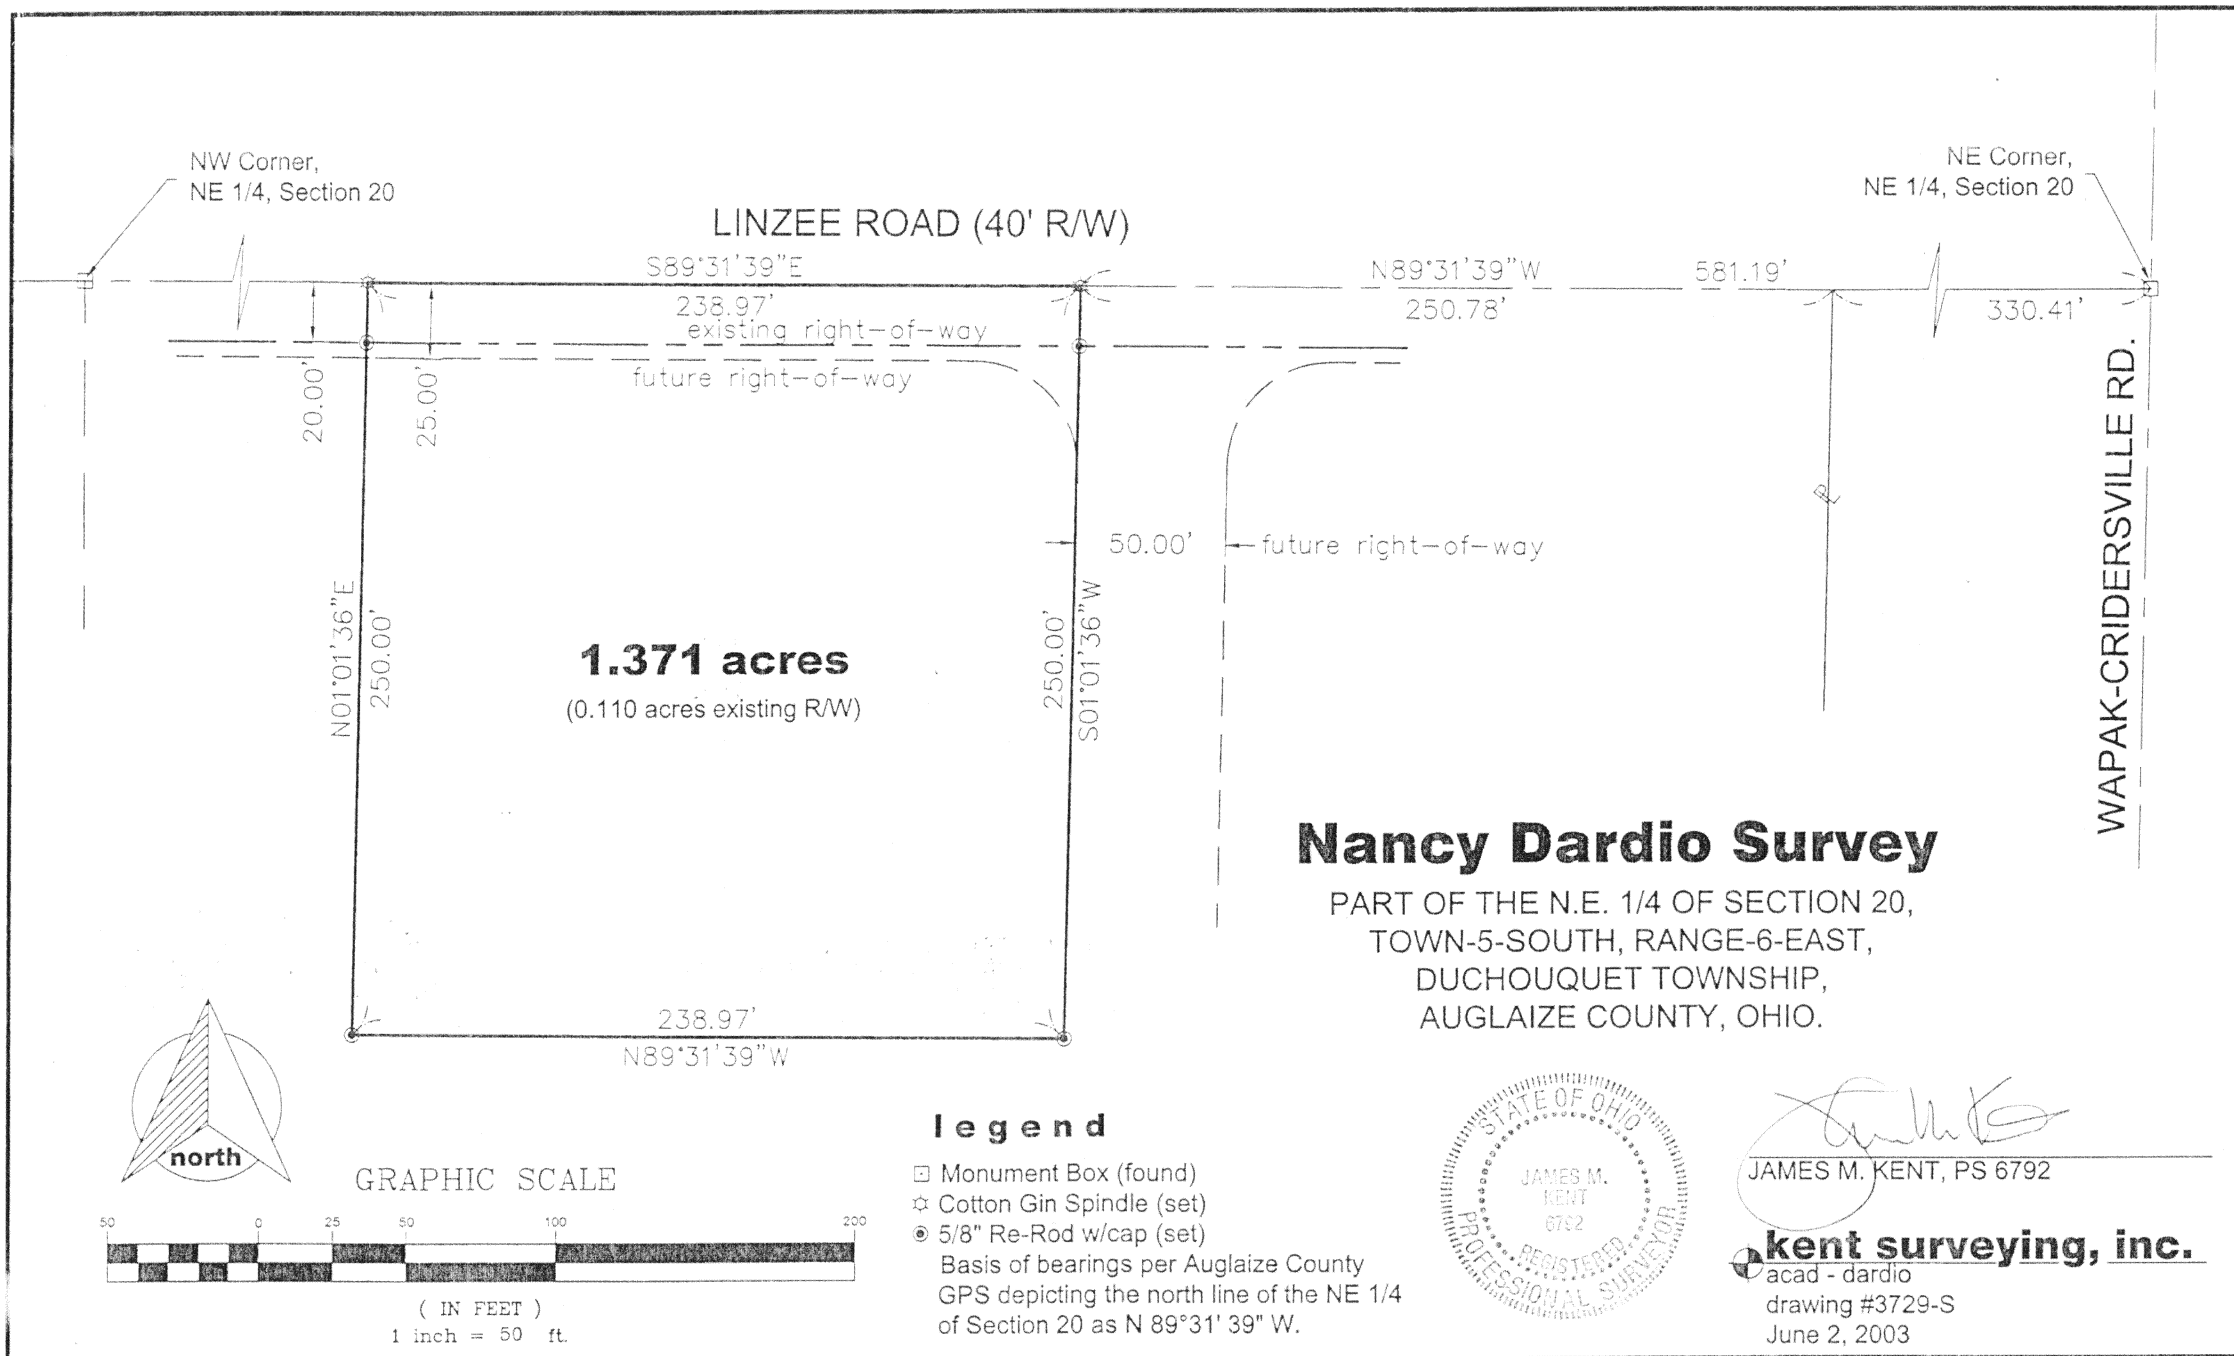 NW Corner,
NE 1/4, Section 20
NE Corner,
NE 1/4, Section 20
LINZEE ROAD (40' R/W)
S89°31'39"E
238.97'
N89°31'39"W
250.78'
581.19'
330.41'
existing right-of-way
future right-of-way
20.00'
25.00'
50.00'
future right-of-way
N01°01'36"E
250.00'
250.00'
S01°01'36"W
WAPAK-CRIDERSVILLE RD.
1.371 acres
(0.110 acres existing R/W)
238.97'
N89°31'39"W
Nancy Dardio Survey
PART OF THE N.E. 1/4 OF SECTION 20,
TOWN-5-SOUTH, RANGE-6-EAST,
DUCHOUQUET TOWNSHIP,
AUGLAIZE COUNTY, OHIO.
north
GRAPHIC SCALE
50 0 25 50 100 200
( IN FEET )
1 inch = 50 ft.
legend
Monument Box (found)
Cotton Gin Spindle (set)
5/8" Re-Rod w/cap (set)
Basis of bearings per Auglaize County
GPS depicting the north line of the NE 1/4
of Section 20 as N 89°31' 39" W.
STATE OF OHIO
JAMES M.
KENT
6792
REGISTERED
PROFESSIONAL SURVEYOR
JAMES M. KENT, PS 6792
kent surveying, inc.
acad - dardio
drawing #3729-S
June 2, 2003